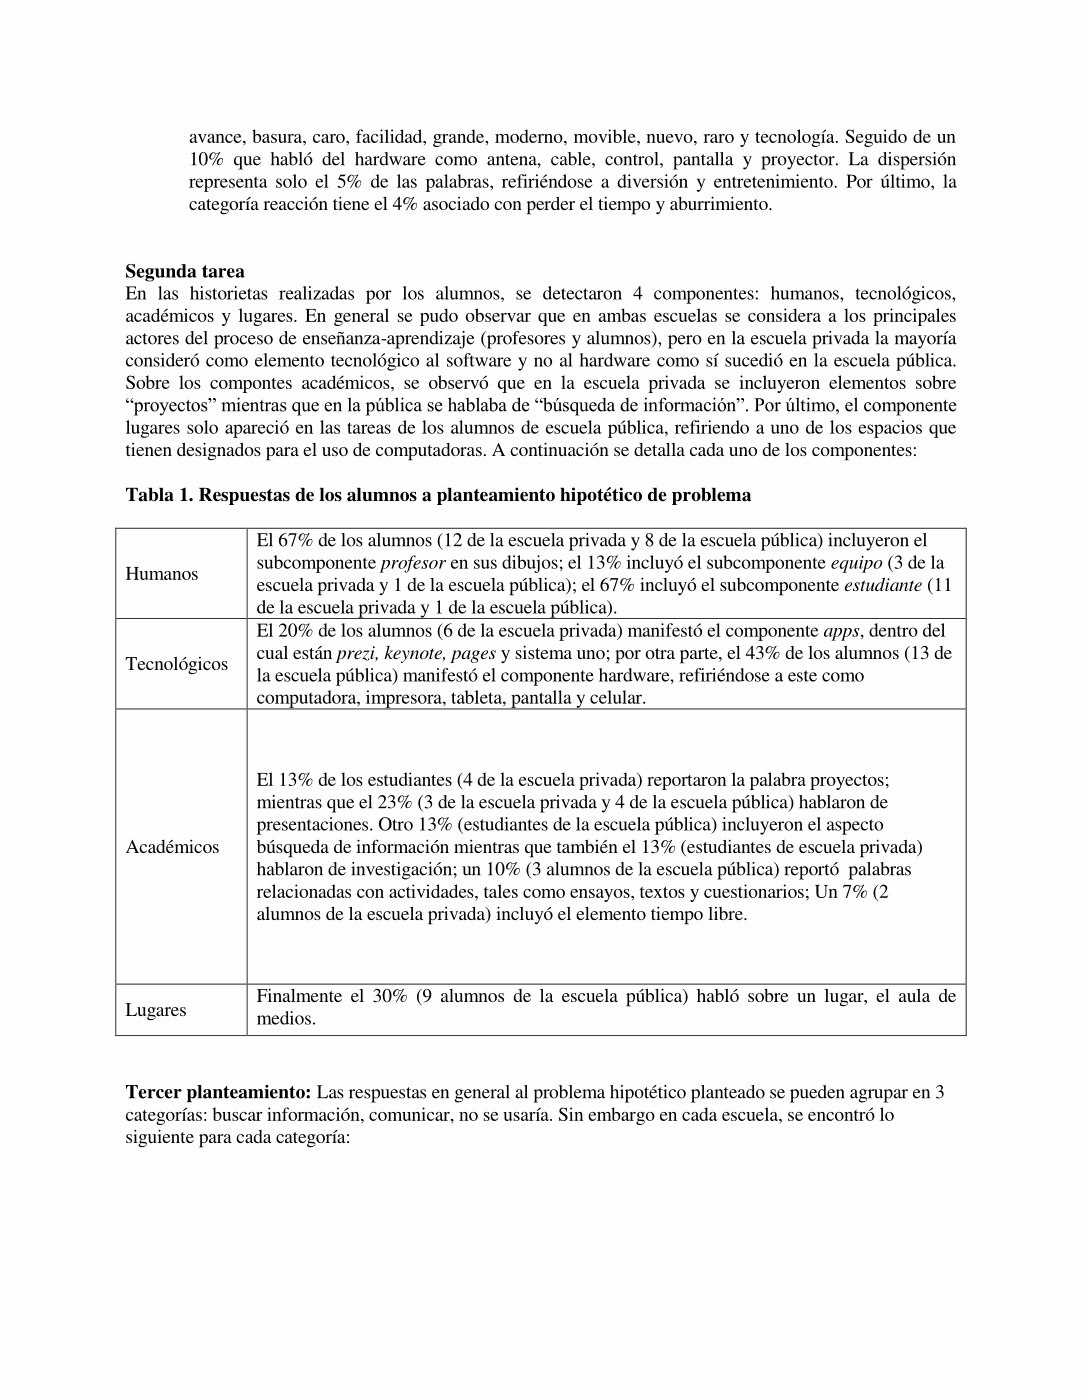 avance, basura, caro, facilidad, grande, moderno, movible, nuevo, raro y tecnología. Seguido de un
10% que habló del hardware como antena, cable, control, pantalla y proyector. La dispersión
representa solo el 5% de las palabras, refiriéndose a diversión y entretenimiento. Por último, la
categoría reacción tiene el 4% asociado con perder el tiempo y aburrimiento.
Segunda tarea
En las historietas realizadas por los alumnos, se detectaron 4 componentes: humanos, tecnológicos,
académicos y lugares. En general se pudo observar que en ambas escuelas se considera a los principales
actores del proceso de enseñanza-aprendizaje (profesores y alumnos), pero en la escuela privada la mayoría
consideró como elemento tecnológico al software y no al hardware como sí sucedió en la escuela pública.
Sobre los compontes académicos, se observó que en la escuela privada se incluyeron elementos sobre
“proyectos” mientras que en la pública se hablaba de “búsqueda de información”. Por último, el componente
lugares solo apareció en las tareas de los alumnos de escuela pública, refiriendo a uno de los espacios que
tienen designados para el uso de computadoras. A continuación se detalla cada uno de los componentes:
Tabla 1. Respuestas de los alumnos a planteamiento hipotético de problema
Humanos
El 67% de los alumnos (12 de la escuela privada y 8 de la escuela pública) incluyeron el
subcomponente profesor en sus dibujos; el 13% incluyó el subcomponente equipo (3 de la
escuela privada y 1 de la escuela pública); el 67% incluyó el subcomponente estudiante (11
de la escuela privada y 1 de la escuela pública).
Tecnológicos
El 20% de los alumnos (6 de la escuela privada) manifestó el componente apps, dentro del
cual están prezi, keynote, pages y sistema uno; por otra parte, el 43% de los alumnos (13 de
la escuela pública) manifestó el componente hardware, refiriéndose a este como
computadora, impresora, tableta, pantalla y celular.
Académicos
El 13% de los estudiantes (4 de la escuela privada) reportaron la palabra proyectos;
mientras que el 23% (3 de la escuela privada y 4 de la escuela pública) hablaron de
presentaciones. Otro 13% (estudiantes de la escuela pública) incluyeron el aspecto
búsqueda de información mientras que también el 13% (estudiantes de escuela privada)
hablaron de investigación; un 10% (3 alumnos de la escuela pública) reportó palabras
relacionadas con actividades, tales como ensayos, textos y cuestionarios; Un 7% (2
alumnos de la escuela privada) incluyó el elemento tiempo libre.
Lugares
Finalmente el 30% (9 alumnos de la escuela pública) habló sobre un lugar, el aula de
medios.
Tercer planteamiento: Las respuestas en general al problema hipotético planteado se pueden agrupar en 3
categorías: buscar información, comunicar, no se usaría. Sin embargo en cada escuela, se encontró lo
siguiente para cada categoría: